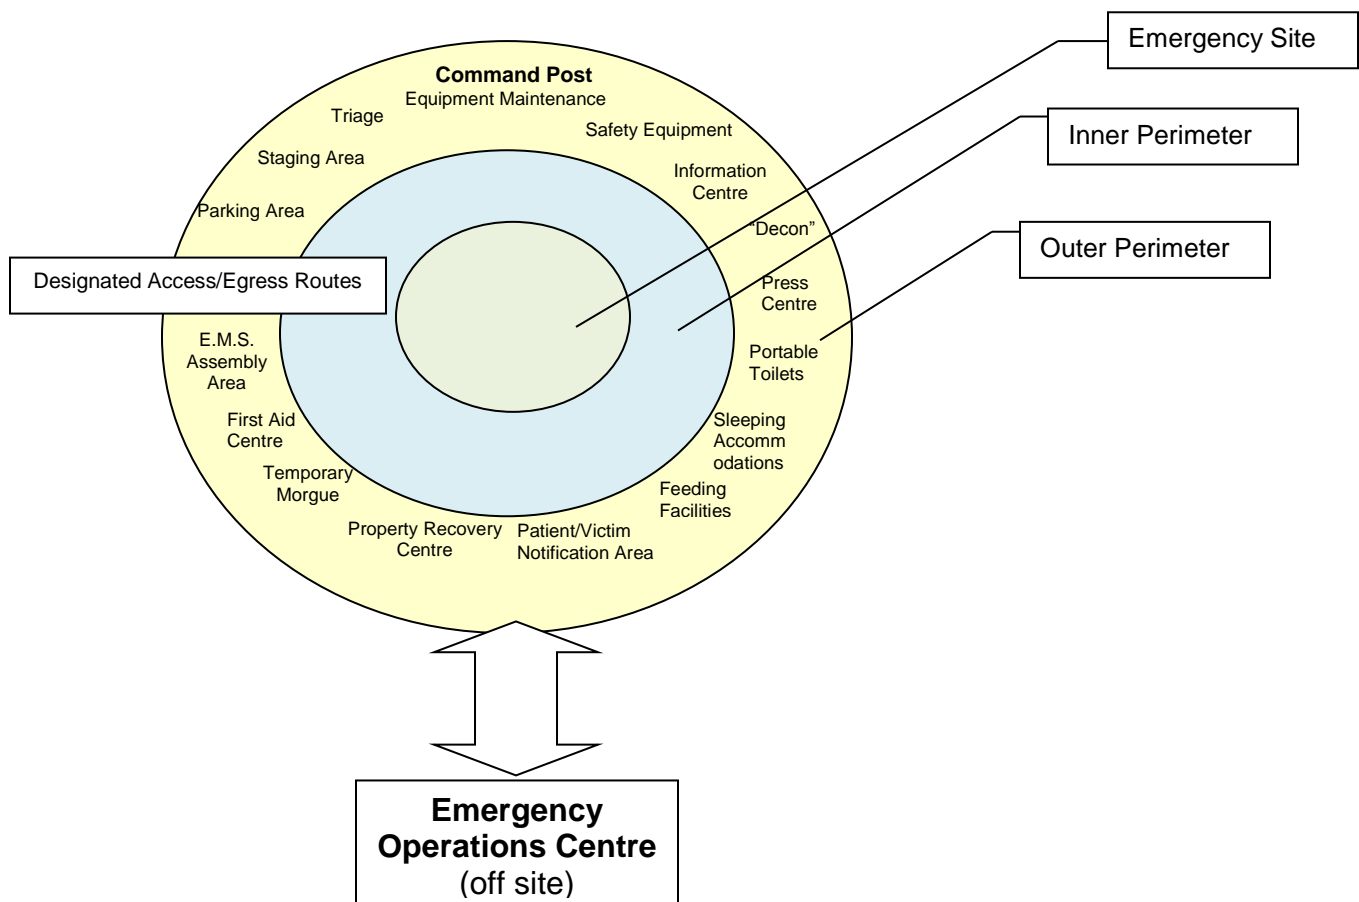 Emergency Site
Command Post
Equipment Maintenance
Triage
Safety Equipment
Inner Perimeter
Staging Area
Information
Centre
Parking Area
“Decon”
Outer Perimeter
Designated Access/Egress Routes
Press
Centre
E.M.S.
Assembly
Area
Portable
Toilets
First Aid
Centre
Sleeping
Accomm
odations
Temporary
Morgue
Feeding
Facilities
Property Recovery
Centre
Patient/Victim
Notification Area
Emergency
Operations Centre
(off site)